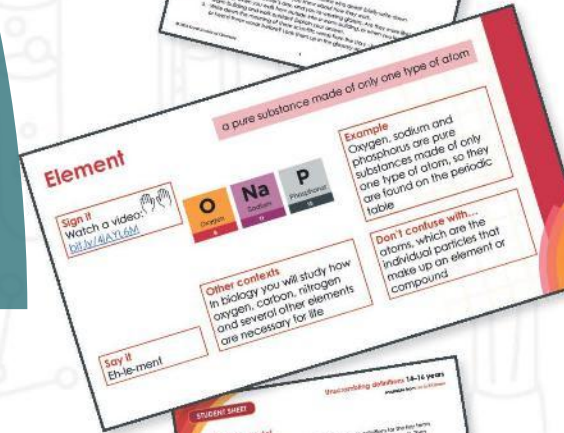 a pure substance made of only one type of atom
Element
Sign it
Watch a video:
bit.ly/4iAYL6M
O
Oxygen
8
Na
Sodium
11
P
Phosphorus
15
Example
Oxygen, sodium and
phosphorus are pure
substances made of only
one type of atom, so they
are found on the periodic
table
Other contexts
In biology you will study how
oxygen, carbon, nitrogen
and several other elements
are necessary for life
Don't confuse with...
atoms, which are the
individual particles that
make up an element or
compound
Say it
Eh-le-ment
STUDENT SHEET
Unscrambling definitions 14–16 years